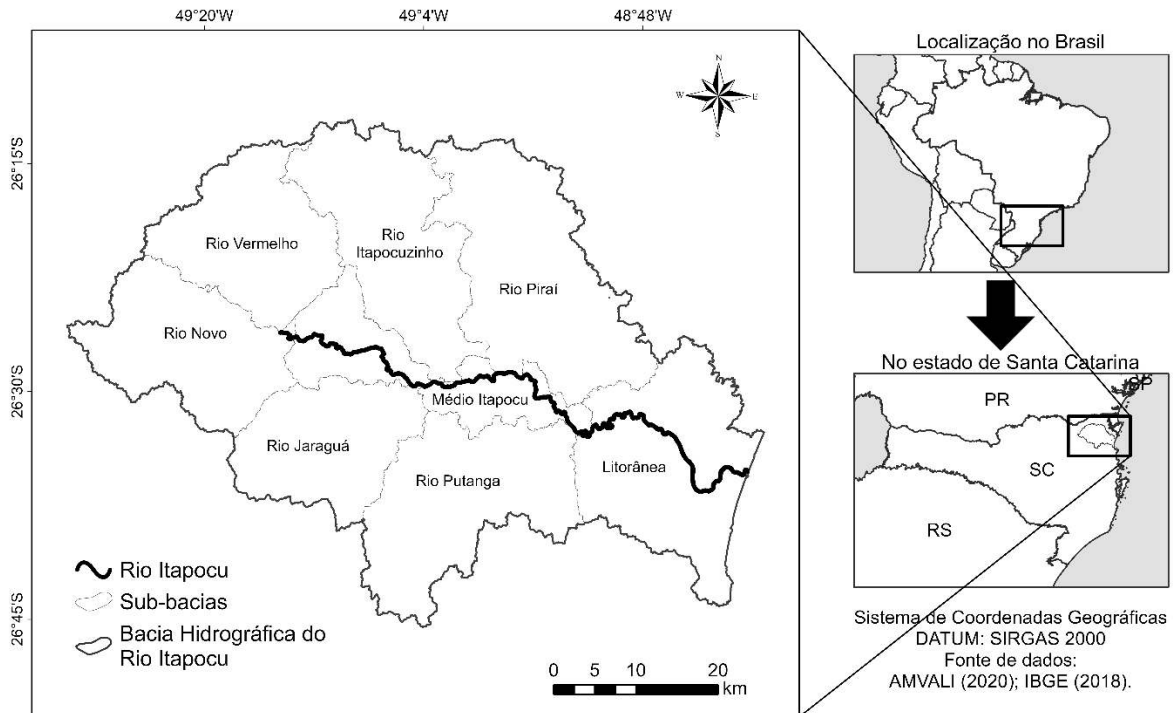 49°20'W
49°4'W
48°48'W
26°15'S
26°30'S
26°45'S
N
W
E
S
Rio Vermelho
Rio
Itapocuzinho
Rio Piraí
Rio Novo
Médio Itapocu
Rio Jaraguá
Rio Putanga
Litorânea
Rio Itapocu
Sub-bacias
Bacia Hidrográfica do
Rio Itapocu
0 5 10 20
km
Localização no Brasil
No estado de Santa Catarina
SP
PR
SC
RS
Sistema de Coordenadas Geográficas
DATUM: SIRGAS 2000
Fonte de dados:
AMVALI (2020); IBGE (2018).